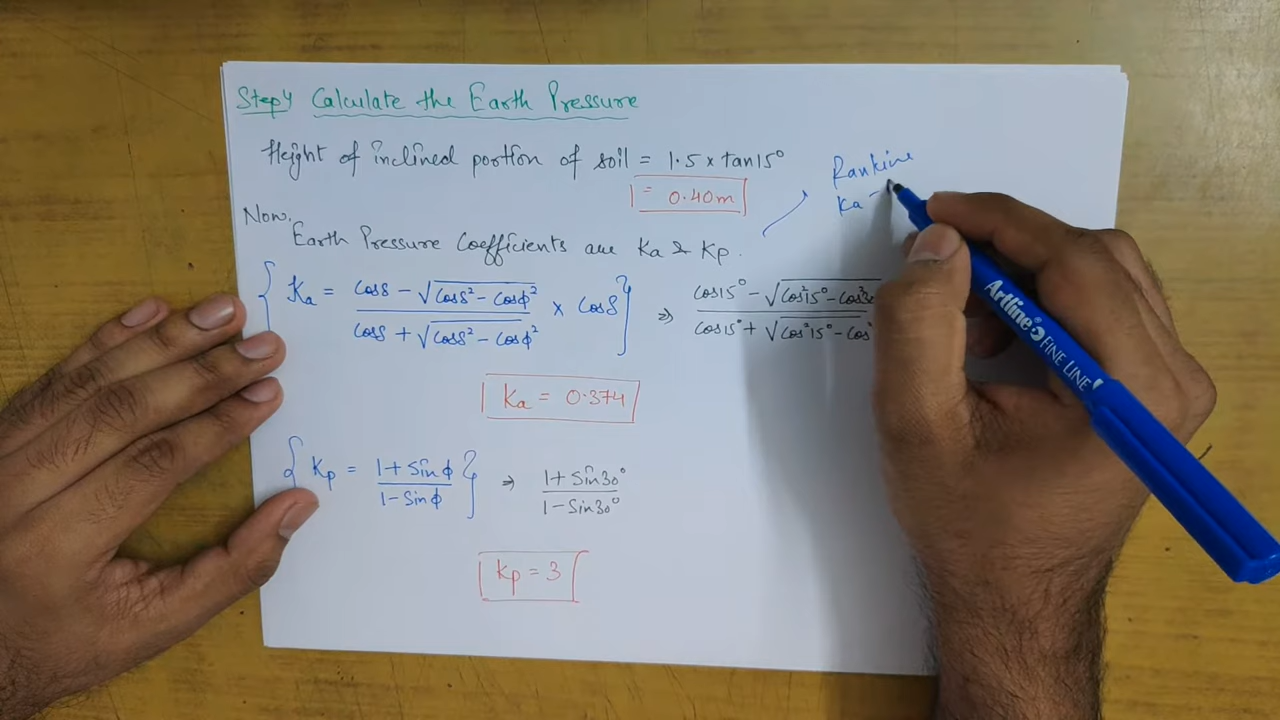 Step4 Calculate the Earth Pressure
Height of inclined portion of soil = 1.5 x tan15°
= 0.40m
Rankine
Ka -
Now,
Earth Pressure Coefficients are Ka & Kp.
{ Ka = (cosδ - √(cosδ² - cosϕ²)) / (cosδ + √(cosδ² - cosϕ²)) x cosδ } ⇒ (cos15° - √(cos²15° - cos²3)) / (cos15° + √(cos²15° - cos))
Ka = 0.374
{ Kp = (1 + Sinϕ) / (1 - Sinϕ) } ⇒ (1 + Sin30°) / (1 - Sin30°)
Kp = 3
Artline FINE LINE